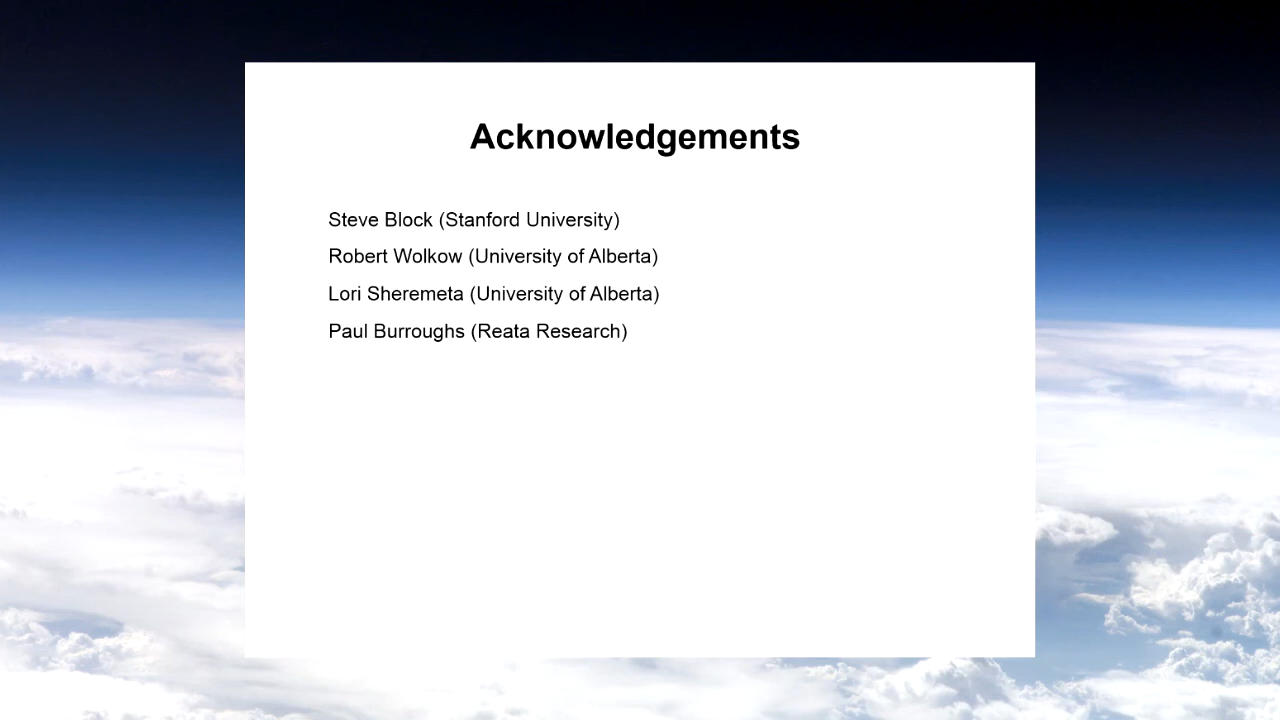 Acknowledgements
Steve Block (Stanford University)
Robert Wolkow (University of Alberta)
Lori Sheremeta (University of Alberta)
Paul Burroughs (Reata Research)